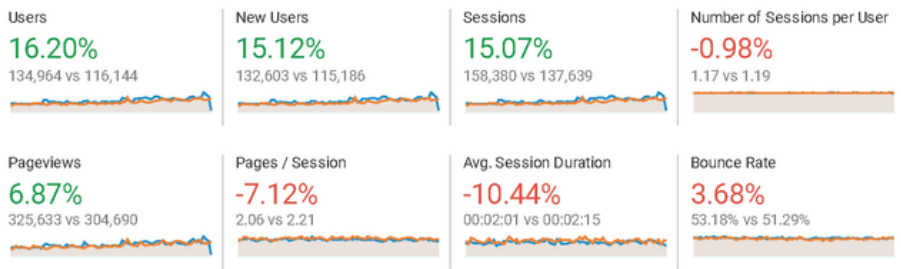 Users
16.20%
134,964 vs 116,144
New Users
15.12%
132,603 vs 115,186
Sessions
15.07%
158,380 vs 137,639
Number of Sessions per User
-0.98%
1.17 vs 1.19
Pageviews
6.87%
325,633 vs 304,690
Pages / Session
-7.12%
2.06 vs 2.21
Avg. Session Duration
-10.44%
00:02:01 vs 00:02:15
Bounce Rate
3.68%
53.18% vs 51.29%